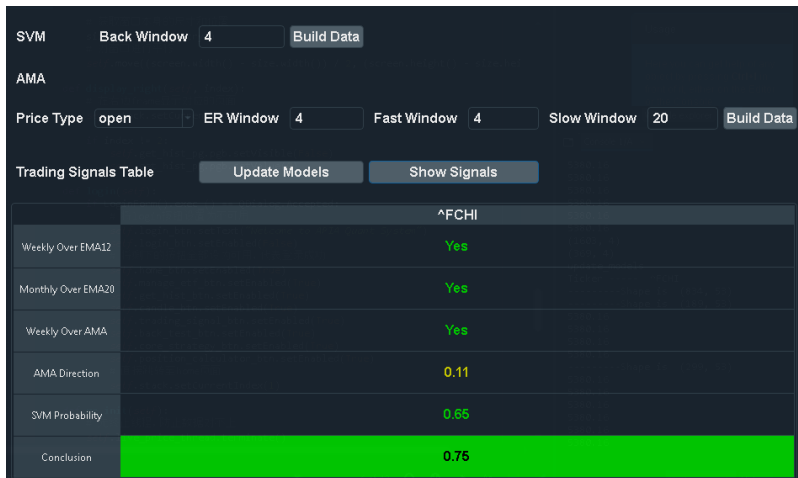 SVM Back Window 4 Build Data
AMA
Price Type open ER Window 4 Fast Window 4 Slow Window 20 Build Data
Trading Signals Table Update Models Show Signals
^FCHI
Weekly Over EMA12 Yes
Monthly Over EMA20 Yes
Weekly Over AMA Yes
AMA Direction 0.11
SVM Probability 0.65
Conclusion 0.75